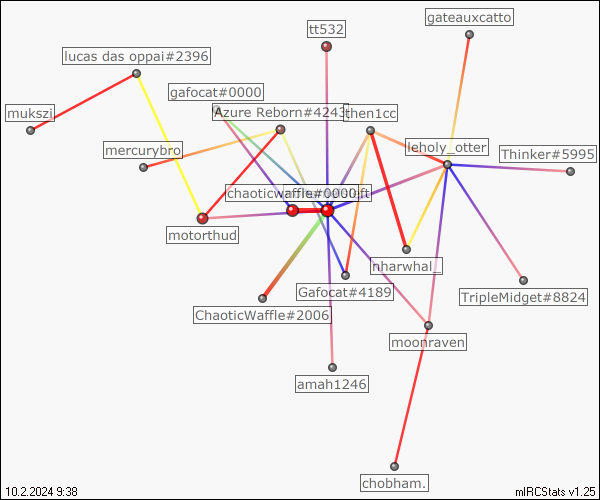 gateauxcatto
tt532
lucas das oppai#2396
gafocat#0000
mukszi
Azure Reborn#4243
then1cc
mercurybro
leholy_otter
Thinker#5995
chaoticwaffle#0000
motorthud
nharwhal_
Gafocat#4189
TripleMidget#8824
ChaoticWaffle#2006
moonraven
amah1246
chobham.
10.2.2024 9:38
mIRCStats v1.25